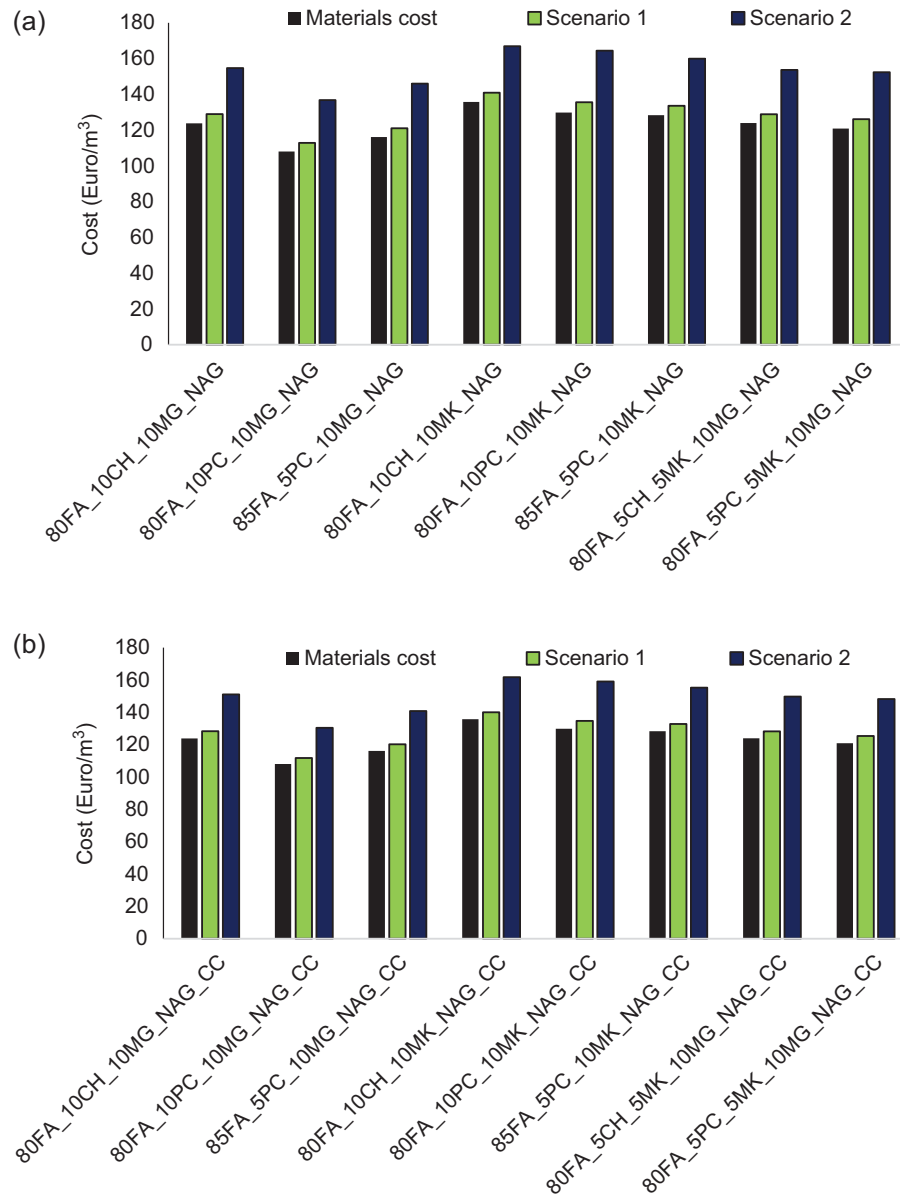 (a)
Materials cost Scenario 1 Scenario 2
Cost (Euro/m³)
180
160
140
120
100
80
60
40
20
0
80FA_10CH_10MG_NAG
80FA_10PC_10MG_NAG
85FA_5PC_10MG_NAG
80FA_10CH_10MK_NAG
80FA_10PC_10MK_NAG
85FA_5PC_10MK_NAG
80FA_5CH_5MK_10MG_NAG
80FA_5PC_5MK_10MG_NAG
(b)
Materials cost Scenario 1 Scenario 2
Cost (Euro/m³)
180
160
140
120
100
80
60
40
20
0
80FA_10CH_10MG_NAG_CC
80FA_10PC_10MG_NAG_CC
85FA_5PC_10MG_NAG_CC
80FA_10CH_10MK_NAG_CC
80FA_10PC_10MK_NAG_CC
85FA_5PC_10MK_NAG_CC
80FA_5CH_5MK_10MG_NAG_CC
80FA_5PC_5MK_10MG_NAG_CC